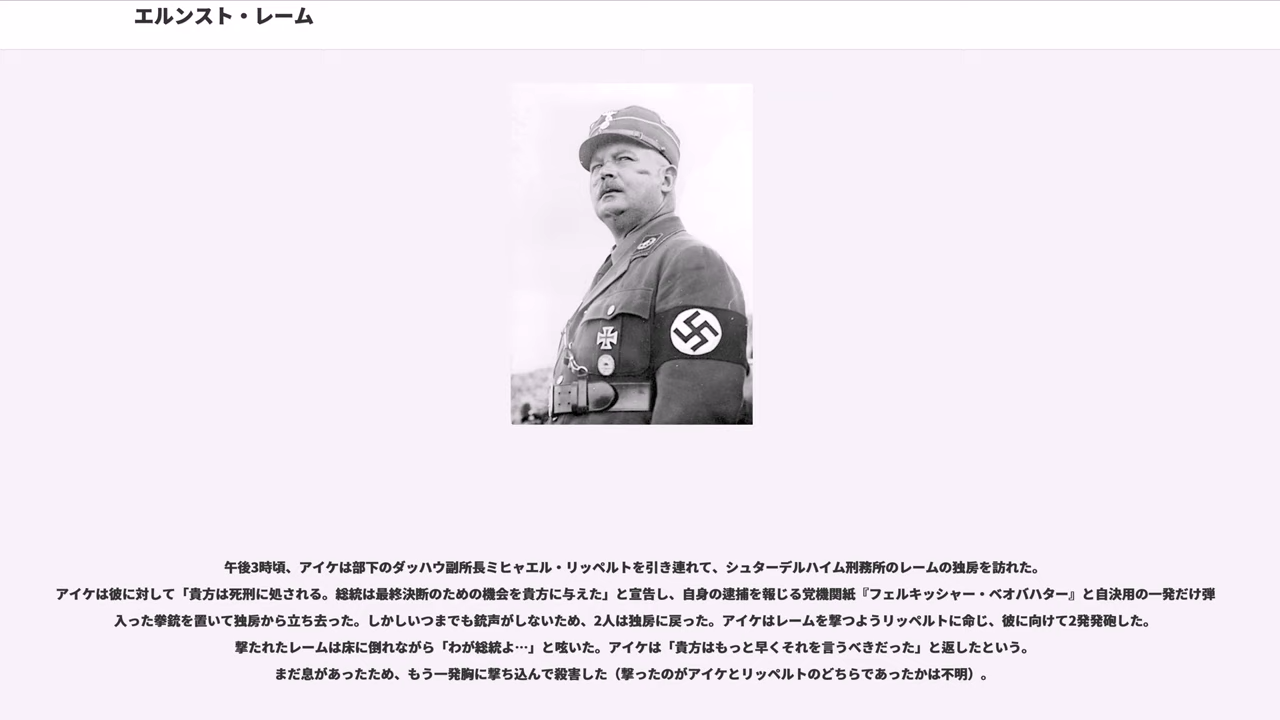 エルンスト・レーム
午後3時頃、アイケは部下のダッハウ副所長ミヒャエル・リッペルトを引き連れて、シュターデルハイム刑務所のレームの独房を訪れた。
アイケは彼に対して「貴方は死刑に処される。総統は最終決断のための機会を貴方に与えた」と宣告し、自身の逮捕を報じる党機関紙『フェルキッシャー・ベオバハター』と自決用の一発だけ弾
入った拳銃を置いて独房から立ち去った。しかしいつまでも銃声がしないため、2人は独房に戻った。アイケはレームを撃つようリッペルトに命じ、彼に向けて2発発砲した。
撃たれたレームは床に倒れながら「わが総統よ…」と呟いた。アイケは「貴方はもっと早くそれを言うべきだった」と返したという。
まだ息があったため、もう一発胸に撃ち込んで殺害した（撃ったのがアイケとリッペルトのどちらであったかは不明）。